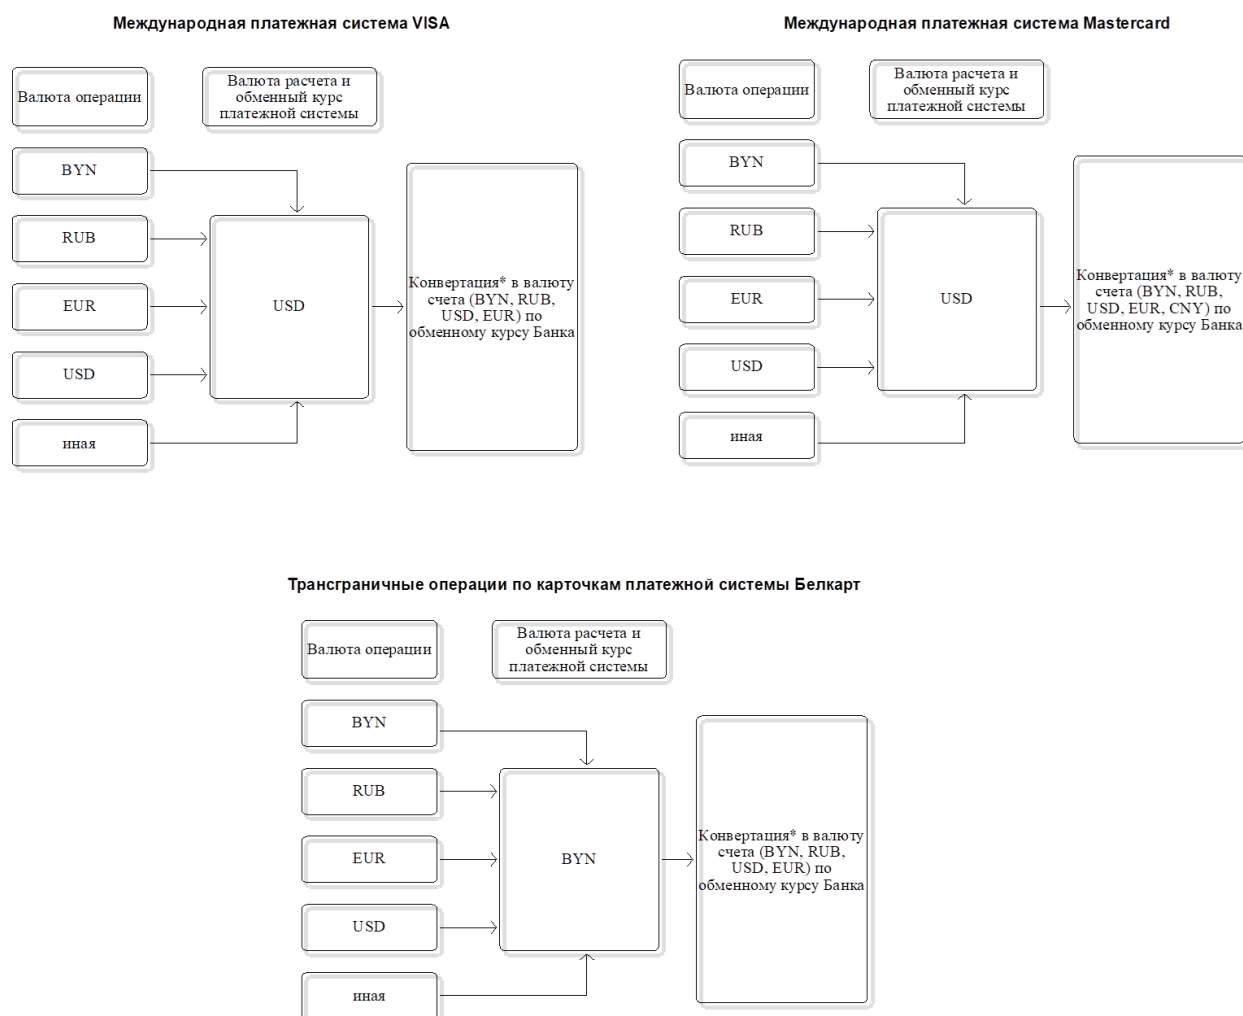 Международная платежная система VISA
Валюта операции
Валюта расчета и
обменный курс
платежной системы
BYN
RUB
EUR
USD
иная
USD
Конвертация* в валюту
счета (BYN, RUB,
USD, EUR) по
обменному курсу Банка
Международная платежная система Mastercard
Валюта операции
Валюта расчета и
обменный курс
платежной системы
BYN
RUB
EUR
USD
иная
USD
Конвертация* в валюту
счета (BYN, RUB,
USD, EUR, CNY) по
обменному курсу Банка
Трансграничные операции по карточкам платежной системы Белкарт
Валюта операции
Валюта расчета и
обменный курс
платежной системы
BYN
RUB
EUR
USD
иная
BYN
Конвертация* в валюту
счета (BYN, RUB,
USD, EUR) по
обменному курсу Банка